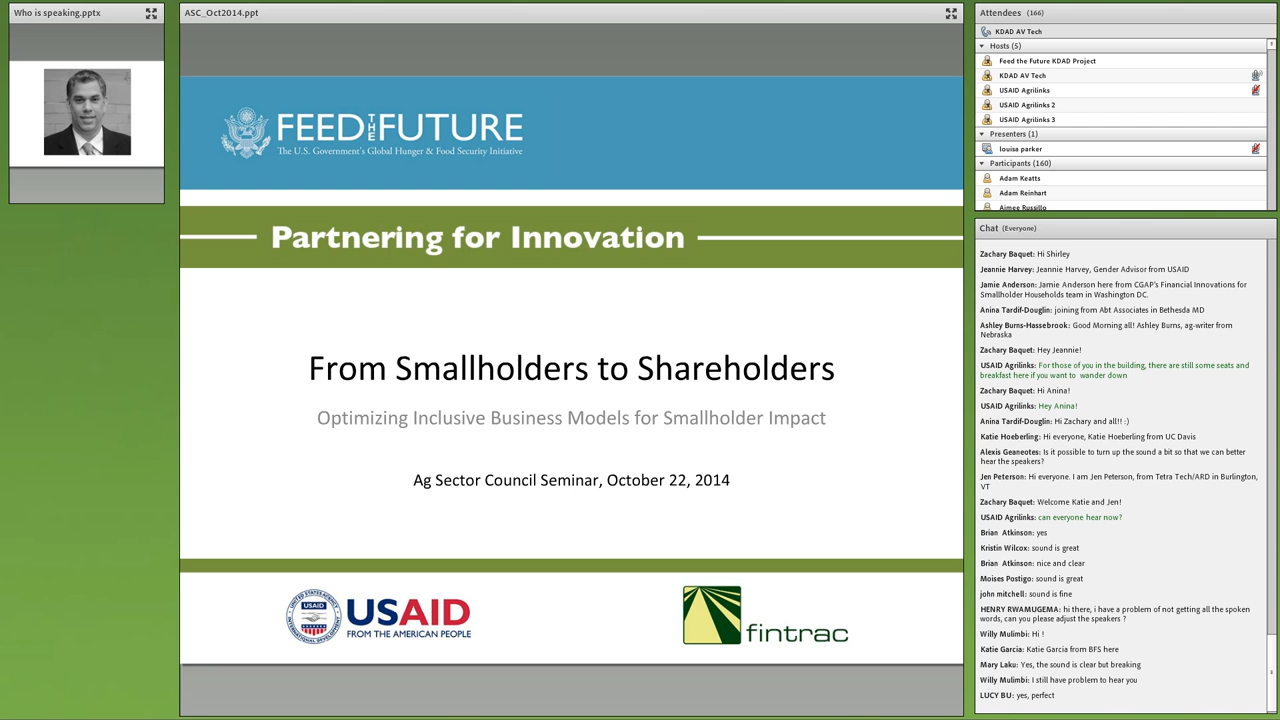 Who is speaking.pptx
ASC_Oct2014.ppt
FEED THE FUTURE
The U.S. Government's Global Hunger & Food Security Initiative
Partnering for Innovation
From Smallholders to Shareholders
Optimizing Inclusive Business Models for Smallholder Impact
Ag Sector Council Seminar, October 22, 2014
USAID
USAID
FROM THE AMERICAN PEOPLE
fintrac
Attendees (166)
KDAD AV Tech
Hosts (5)
Feed the Future KDAD Project
KDAD AV Tech
USAID Agrilinks
USAID Agrilinks 2
USAID Agrilinks 3
Presenters (1)
louisa parker
Participants (160)
Adam Keatts
Adam Reinhart
Aimee Russillo
Chat (Everyone)
Zachary Baquet: Hi Shirley
Jeannie Harvey: Jeannie Harvey, Gender Advisor from USAID
Jamie Anderson: Jamie Anderson here from CGAP's Financial Innovations for
Smallholder Households team in Washington DC.
Anina Tardif-Douglin: joining from Abt Associates in Bethesda MD
Ashley Burns-Hassebrook: Good Morning all! Ashley Burns, ag-writer from
Nebraska
Zachary Baquet: Hey Jeannie!
USAID Agrilinks: For those of you in the building, there are still some seats and
breakfast here if you want to wander down
Zachary Baquet: Hi Anina!
USAID Agrilinks: Hey Anina!
Anina Tardif-Douglin: Hi Zachary and all!! :)
Katie Hoeberling: Hi everyone, Katie Hoeberling from UC Davis
Alexis Geaneotes: Is it possible to turn up the sound a bit so that we can better
hear the speakers?
Jen Peterson: Hi everyone. I am Jen Peterson, from Tetra Tech/ARD in Burlington,
VT
Zachary Baquet: Welcome Katie and Jen!
USAID Agrilinks: can everyone hear now?
Brian Atkinson: yes
Kristin Wilcox: sound is great
Brian Atkinson: nice and clear
Moises Postigo: sound is great
john mitchell: sound is fine
HENRY RWAMUGEMA: hi there, i have a problem of not getting all the spoken
words, can you please adjust the speakers ?
Willy Mulimbi: Hi !
Katie Garcia: Katie Garcia from BFS here
Mary Laku: Yes, the sound is clear but breaking
Willy Mulimbi: I still have problem to hear you
LUCY BU: yes, perfect